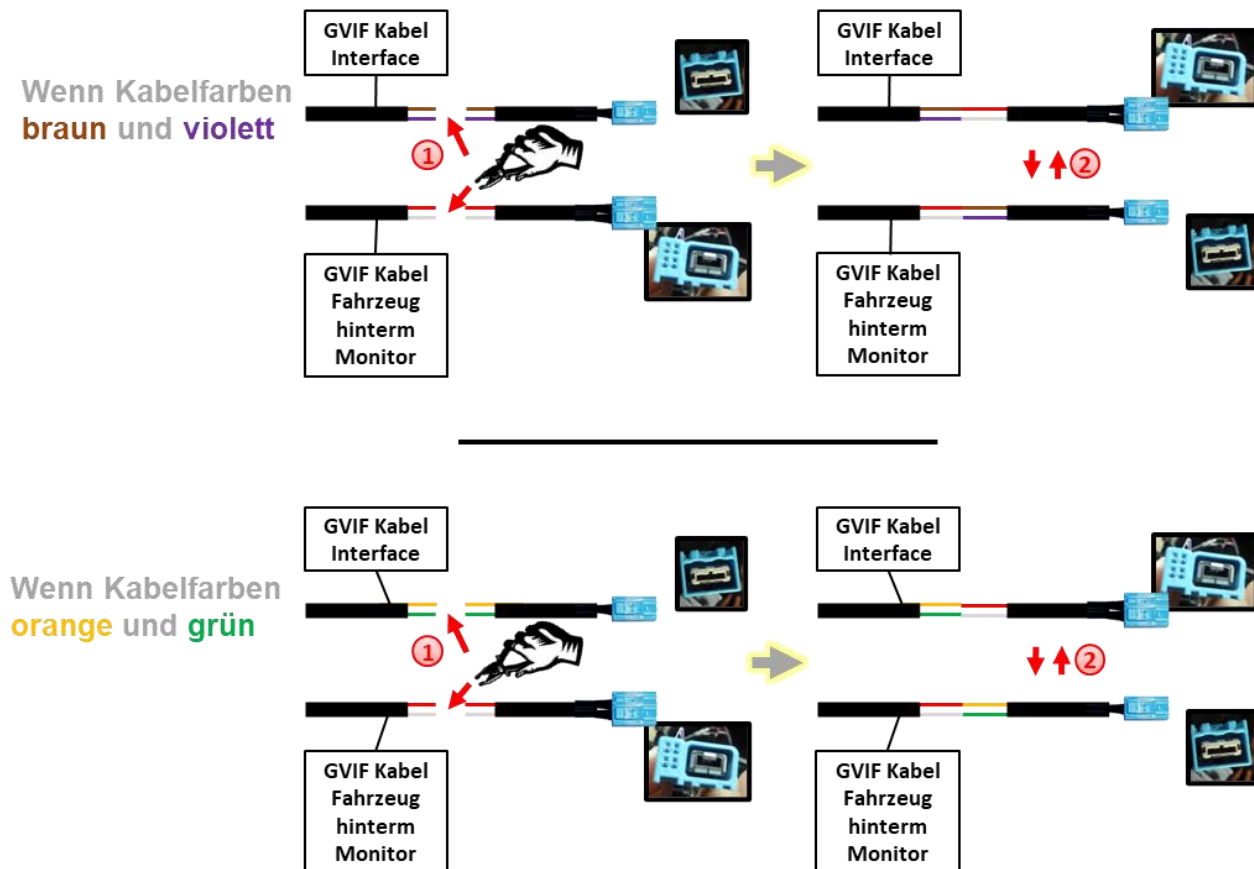 GVIF Kabel
Interface
GVIF Kabel
Interface
Wenn Kabelfarben
braun und violett
1
2
GVIF Kabel
Fahrzeug
hinterm
Monitor
GVIF Kabel
Fahrzeug
hinterm
Monitor
GVIF Kabel
Interface
GVIF Kabel
Interface
Wenn Kabelfarben
orange und grün
1
2
GVIF Kabel
Fahrzeug
hinterm
Monitor
GVIF Kabel
Fahrzeug
hinterm
Monitor